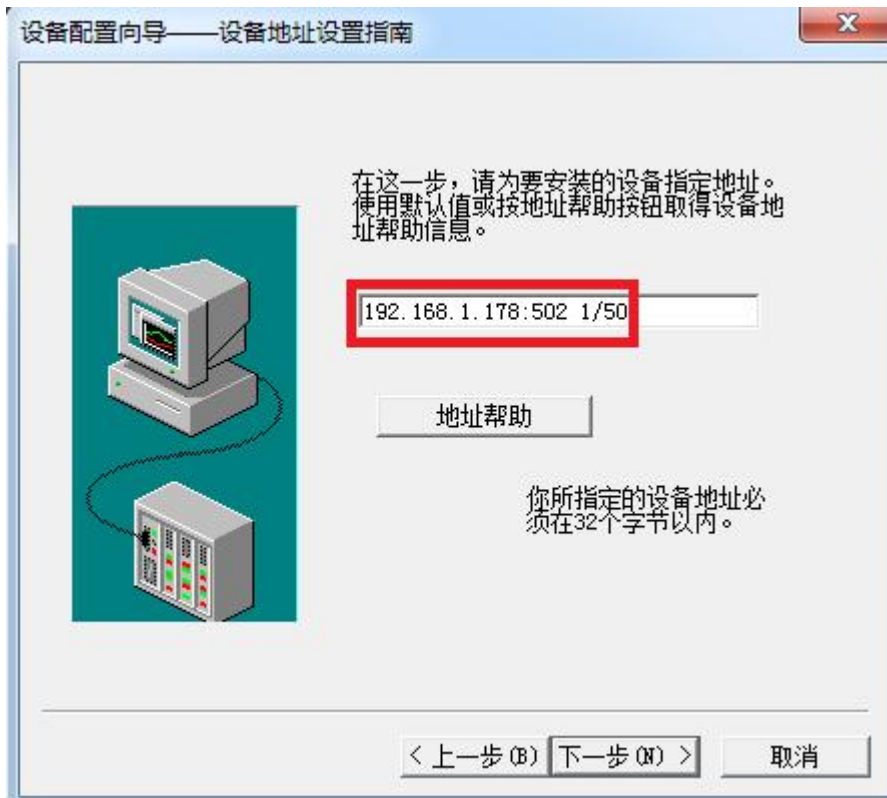 设备配置向导——设备地址设置指南
在这一步，请为要安装的设备指定地址。
使用默认值或按地址帮助按钮取得设备地
址帮助信息。
192.168.1.178:502 1/50
地址帮助
你所指定的设备地址必
须在32个字节以内。
< 上一步(B) 下一步(N) > 取消